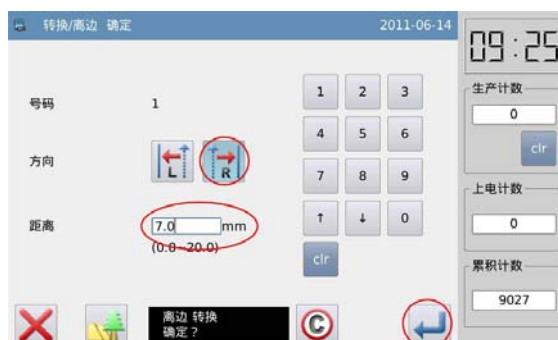 转换/离边 确定 2011-06-14
09:25
号码 1
方向 L R
距离 7.0 mm
(0.0~20.0)
1 2 3
4 5 6
7 8 9
↑ ↓ 0
clr
离边 转换
确定？
C
生产计数
0
clr
上电计数
0
累积计数
9027